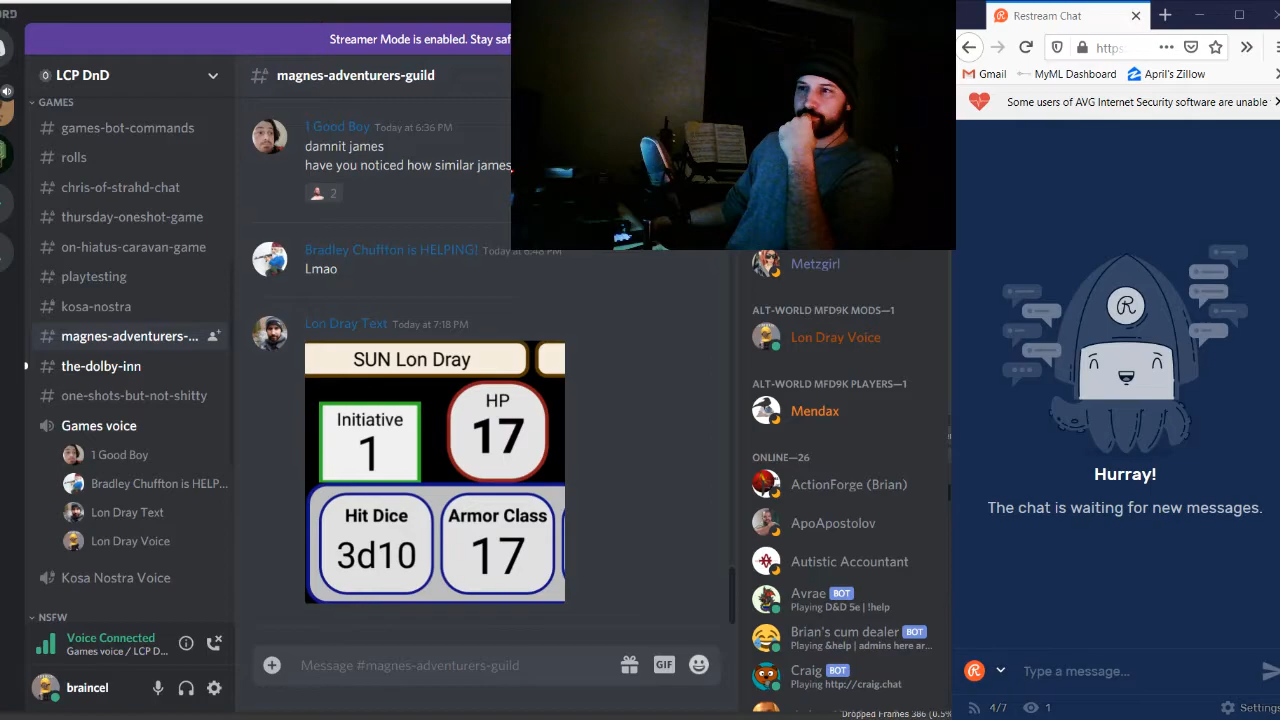 ORD
Streamer Mode is enabled. Stay saf
LCP DnD
GAMES
games-bot-commands
rolls
chris-of-strahd-chat
thursday-oneshot-game
on-hiatus-caravan-game
playtesting
kosa-nostra
magnes-adventurers-...
the-dolby-inn
one-shots-but-not-shitty
Games voice
1 Good Boy
Bradley Chuffton is HELP...
Lon Dray Text
Lon Dray Voice
Kosa Nostra Voice
NSFW
Voice Connected
Games voice / LCP D...
braincel
magnes-adventurers-guild
1 Good Boy Today at 6:36 PM
damnit james
have you noticed how similar james
2
Bradley Chuffton is HELPING! Today at 6:48 PM
Lmao
Lon Dray Text Today at 7:18 PM
SUN Lon Dray
Initiative
1
HP
17
Hit Dice
3d10
Armor Class
17
Message #magnes-adventurers-guild
GIF
Metzgirl
ALT-WORLD MFD9K MODS—1
Lon Dray Voice
ALT-WORLD MFD9K PLAYERS—1
Mendax
ONLINE—26
ActionForge (Brian)
ApoApostolov
Autistic Accountant
Avrae BOT
Playing D&D 5e | !help
Brian's cum dealer BOT
Playing &help | admins here ar...
Craig BOT
Playing http://craig.chat
Dropped Frames 386 (0.5%
Restream Chat
https
Gmail
MyML Dashboard
April's Zillow
Some users of AVG Internet Security software are unable
Hurray!
The chat is waiting for new messages.
Type a message...
4/7
1
Settings